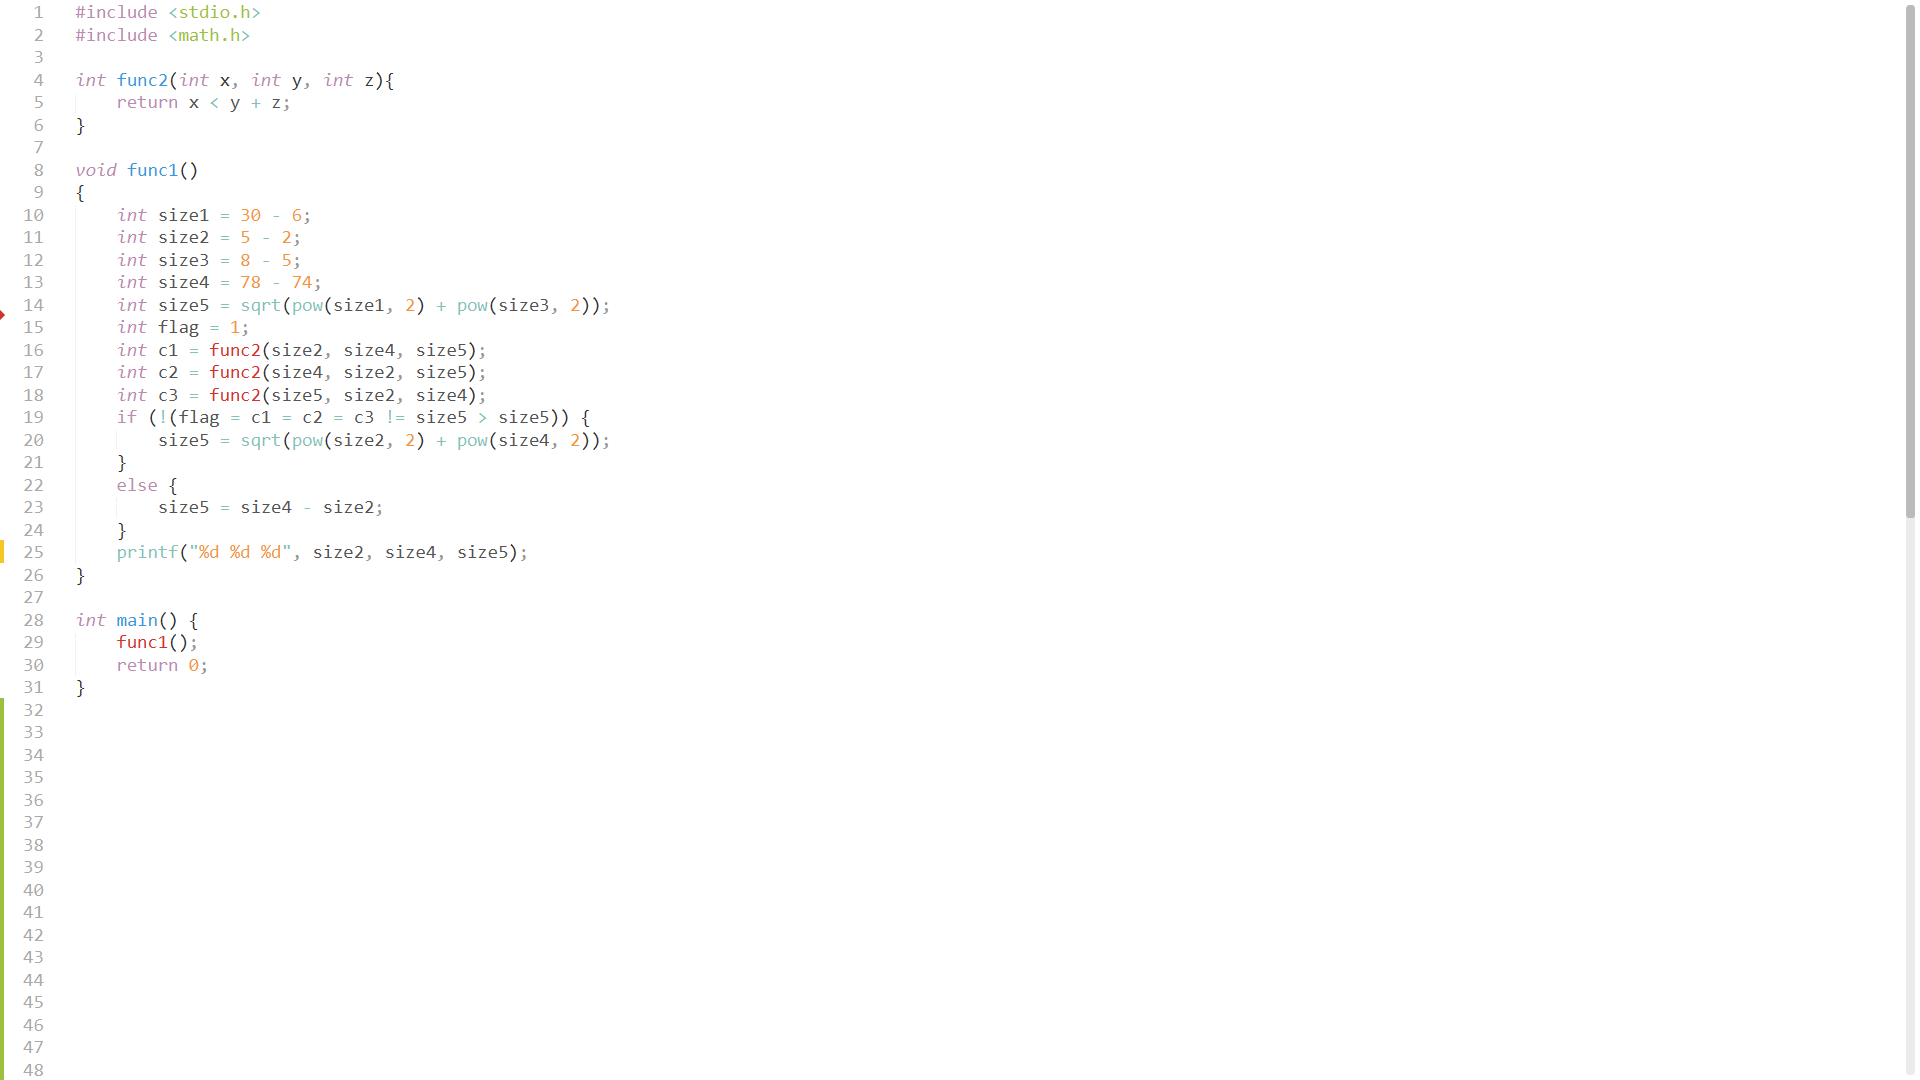 1 #include <stdio.h>
2 #include <math.h>
3
4 int func2(int x, int y, int z){
5     return x < y + z;
6 }
7
8 void func1()
9 {
10     int size1 = 30 - 6;
11     int size2 = 5 - 2;
12     int size3 = 8 - 5;
13     int size4 = 78 - 74;
14     int size5 = sqrt(pow(size1, 2) + pow(size3, 2));
15     int flag = 1;
16     int c1 = func2(size2, size4, size5);
17     int c2 = func2(size4, size2, size5);
18     int c3 = func2(size5, size2, size4);
19     if (!(flag = c1 = c2 = c3 != size5 > size5)) {
20         size5 = sqrt(pow(size2, 2) + pow(size4, 2));
21     }
22     else {
23         size5 = size4 - size2;
24     }
25     printf("%d %d %d", size2, size4, size5);
26 }
27
28 int main() {
29     func1();
30     return 0;
31 }
32
33
34
35
36
37
38
39
40
41
42
43
44
45
46
47
48